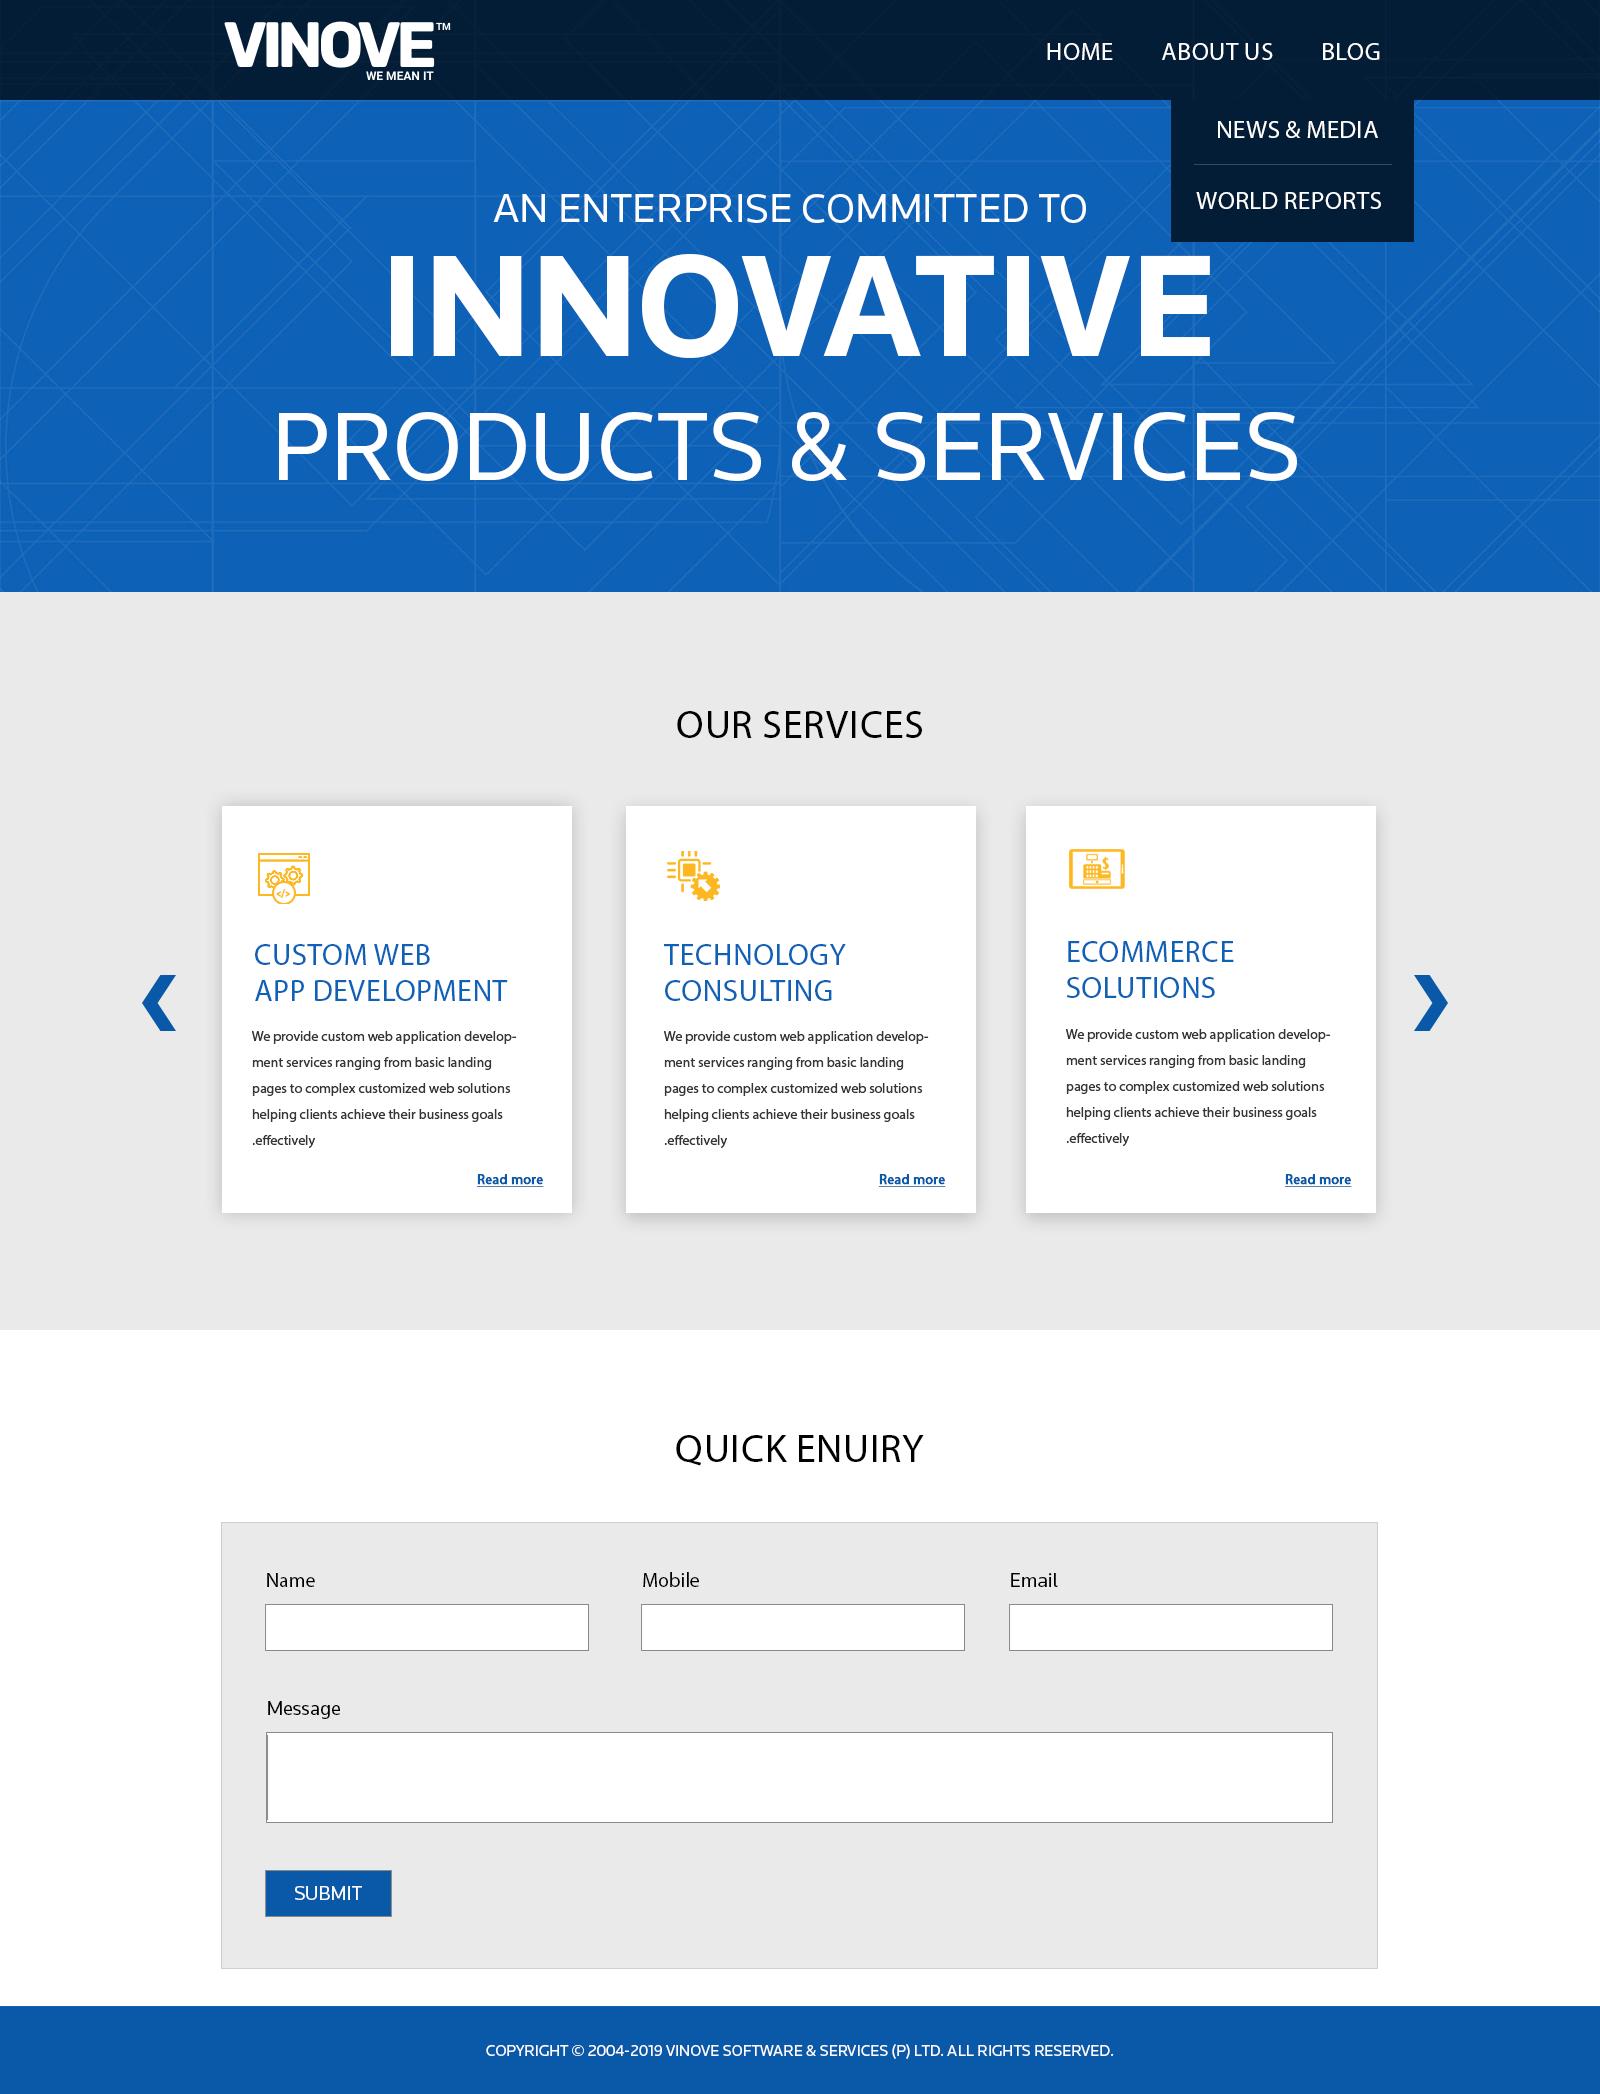 VINOVE™
WE MEAN IT
HOME ABOUT US BLOG
NEWS & MEDIA
WORLD REPORTS
AN ENTERPRISE COMMITTED TO
INNOVATIVE
PRODUCTS & SERVICES
OUR SERVICES
CUSTOM WEB
APP DEVELOPMENT
We provide custom web application develop-
ment services ranging from basic landing
pages to complex customized web solutions
helping clients achieve their business goals
.effectively
Read more
TECHNOLOGY
CONSULTING
We provide custom web application develop-
ment services ranging from basic landing
pages to complex customized web solutions
helping clients achieve their business goals
.effectively
Read more
ECOMMERCE
SOLUTIONS
We provide custom web application develop-
ment services ranging from basic landing
pages to complex customized web solutions
helping clients achieve their business goals
.effectively
Read more
QUICK ENUIRY
Name Mobile Email
Message
SUBMIT
COPYRIGHT © 2004-2019 VINOVE SOFTWARE & SERVICES (P) LTD. ALL RIGHTS RESERVED.